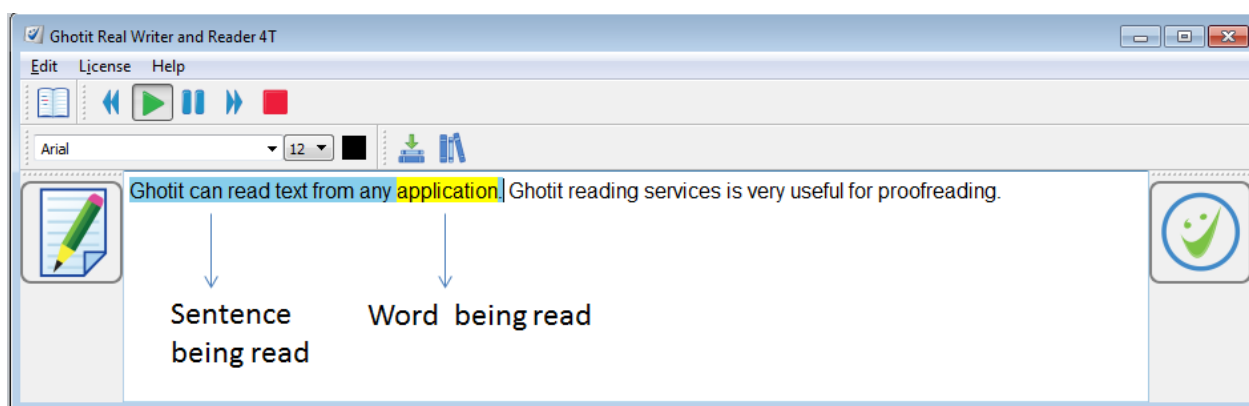 Ghotit Real Writer and Reader 4T
Edit License Help
Arial 12
Ghotit can read text from any application. Ghotit reading services is very useful for proofreading.
Sentence being read
Word being read